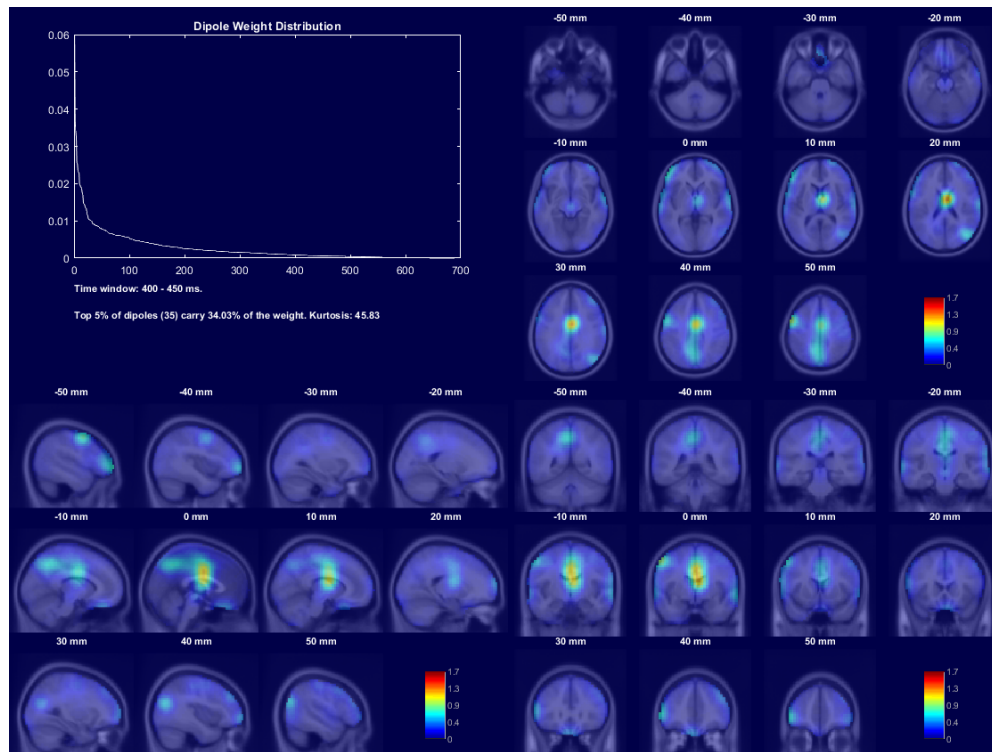 Dipole Weight Distribution
0.06
0.05
0.04
0.03
0.02
0.01
0
0 100 200 300 400 500 600 700
Time window: 400 - 450 ms.
Top 5% of dipoles (35) carry 34.03% of the weight. Kurtosis: 45.83
-50 mm -40 mm -30 mm -20 mm
-10 mm 0 mm 10 mm 20 mm
30 mm 40 mm 50 mm
1.7
1.3
0.9
0.4
0
-50 mm -40 mm -30 mm -20 mm
-10 mm 0 mm 10 mm 20 mm
30 mm 40 mm 50 mm
1.7
1.3
0.9
0.4
0
-50 mm -40 mm -30 mm -20 mm
-10 mm 0 mm 10 mm 20 mm
30 mm 40 mm 50 mm
1.7
1.3
0.9
0.4
0